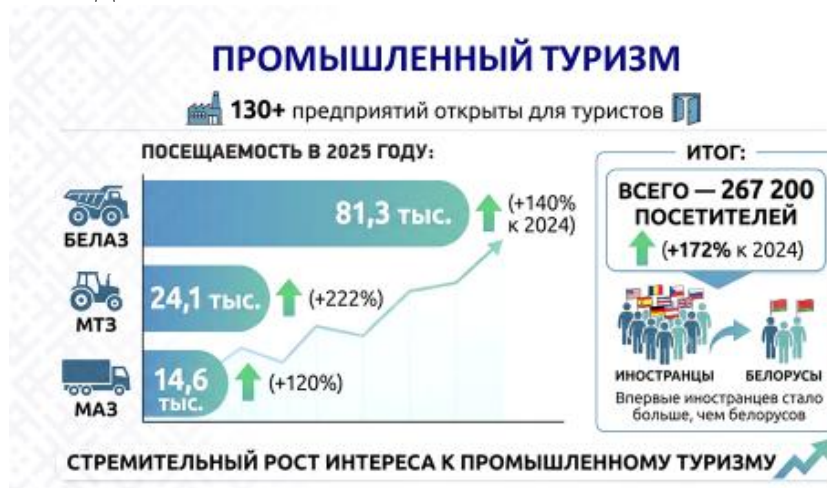 ПРОМЫШЛЕННЫЙ ТУРИЗМ
130+ предприятий открыты для туристов
ПОСЕЩАЕМОСТЬ В 2025 ГОДУ:
БЕЛАЗ
81,3 тыс.
(+140%
к 2024)
МТЗ
24,1 тыс.
(+222%)
МАЗ
14,6
тыс.
(+120%)
ИТОГ:
ВСЕГО — 267 200
ПОСЕТИТЕЛЕЙ
(+172% к 2024)
ИНОСТРАНЦЫ
БЕЛОРУСЫ
Впервые иностранцев стало
больше, чем белорусов
СТРЕМИТЕЛЬНЫЙ РОСТ ИНТЕРЕСА К ПРОМЫШЛЕННОМУ ТУРИЗМУ